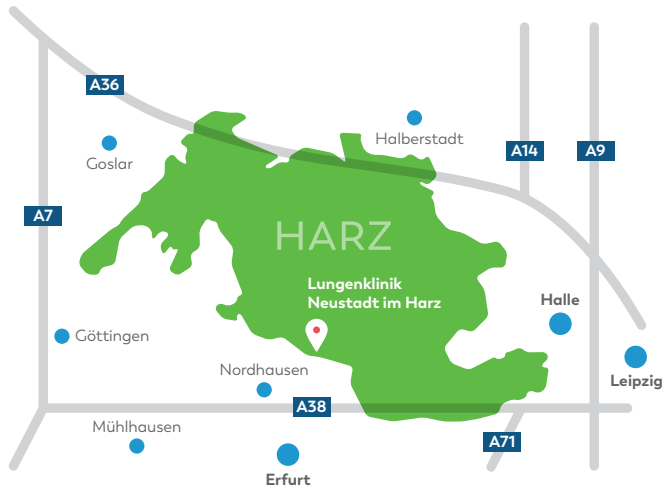 A36
Halberstadt
Goslar
A14
A9
A7
HARZ
Lungenklinik
Neustadt im Harz
Halle
Göttingen
Nordhausen
Leipzig
A38
Mühlhausen
A71
Erfurt